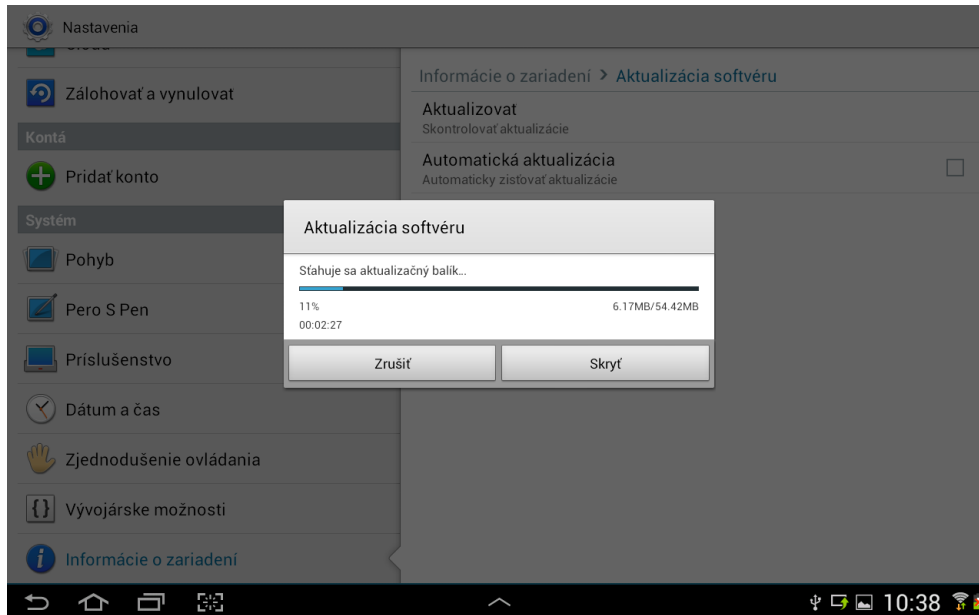 Nastavenia
Zálohovať a vynulovať
Kontá
Pridať konto
Systém
Pohyb
Pero S Pen
Príslušenstvo
Dátum a čas
Zjednodušenie ovládania
Vývojárske možnosti
Informácie o zariadení
Informácie o zariadení > Aktualizácia softvéru
Aktualizovať
Skontrolovať aktualizácie
Automatická aktualizácia
Automaticky zisťovať aktualizácie
Aktualizácia softvéru
Sťahuje sa aktualizačný balík...
11% 6.17MB/54.42MB
00:02:27
Zrušiť Skryť
10:38